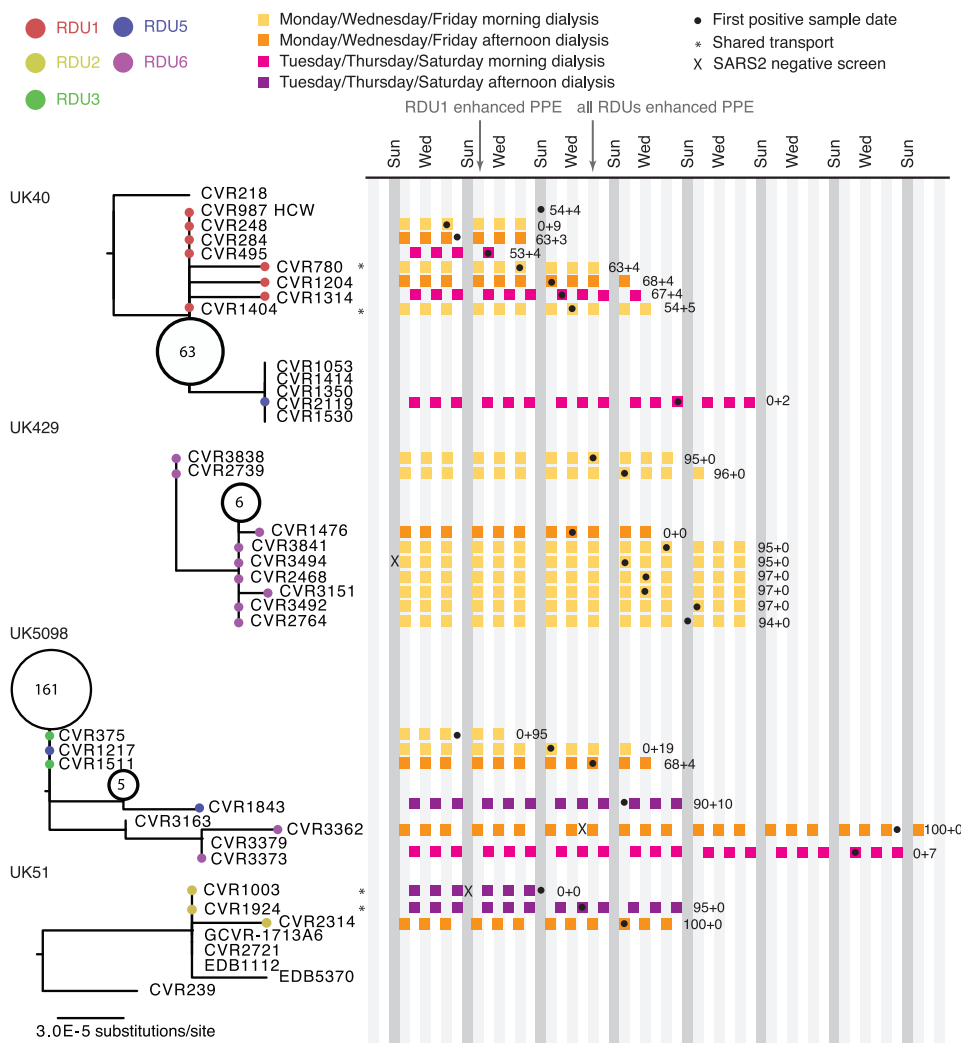 RDU1
RDU5
RDU2
RDU6
RDU3
Monday/Wednesday/Friday morning dialysis
Monday/Wednesday/Friday afternoon dialysis
Tuesday/Thursday/Saturday morning dialysis
Tuesday/Thursday/Saturday afternoon dialysis
First positive sample date
* Shared transport
X SARS2 negative screen
RDU1 enhanced PPE all RDUs enhanced PPE
Sun Wed Sun Wed Sun Wed Sun Wed Sun Wed Sun Wed Sun Wed Sun
UK40
CVR218
CVR987 HCW 54+4
CVR248 0+9
CVR284 63+3
CVR495 53+4
CVR780 * 63+4
CVR1204 68+4
CVR1314 67+4
CVR1404 * 54+5
63
CVR1053
CVR1414
CVR1350
CVR2119 0+2
CVR1530
UK429
CVR3838 95+0
CVR2739 96+0
6
CVR1476 0+0
CVR3841 95+0
CVR3494 X 95+0
CVR2468 97+0
CVR3151 97+0
CVR3492 97+0
CVR2764 94+0
UK5098
161
CVR375 0+95
CVR1217 0+19
CVR1511 68+4
5
CVR1843 90+10
CVR3163
CVR3362 X 100+0
CVR3379
CVR3373 0+7
UK51
CVR1003 * X 0+0
CVR1924 * 95+0
CVR2314 100+0
GCVR-1713A6
CVR2721
EDB1112
EDB5370
CVR239
3.0E-5 substitutions/site